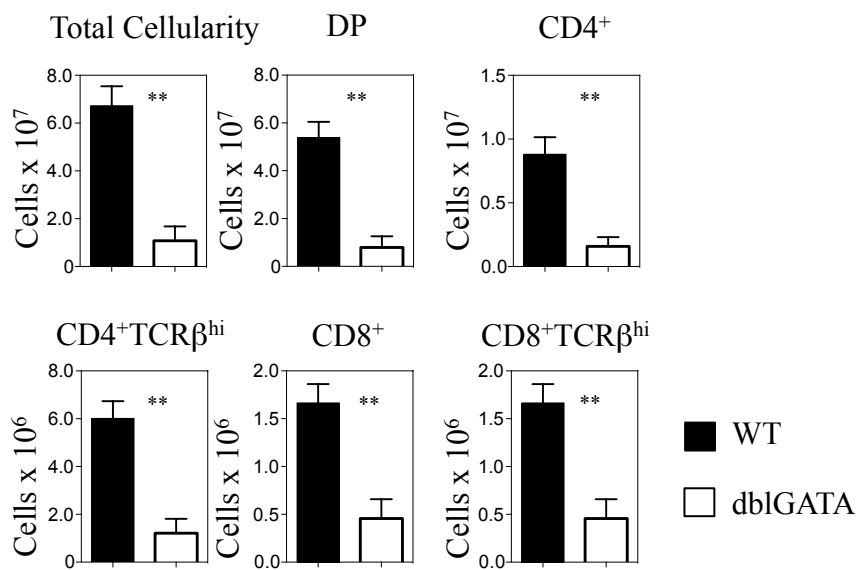 Total Cellularity
Cells x 10⁷
8.0
6.0
4.0
2.0
0
**
DP
Cells x 10⁷
8.0
6.0
4.0
2.0
0
**
CD4⁺
Cells x 10⁷
1.5
1.0
0.5
0.0
**
CD4⁺TCRβʰⁱ
Cells x 10⁶
8.0
6.0
4.0
2.0
0
**
CD8⁺
Cells x 10⁶
2.0
1.5
1.0
0.5
0
**
CD8⁺TCRβʰⁱ
Cells x 10⁶
2.0
1.5
1.0
0.5
0.0
**
WT
dblGATA